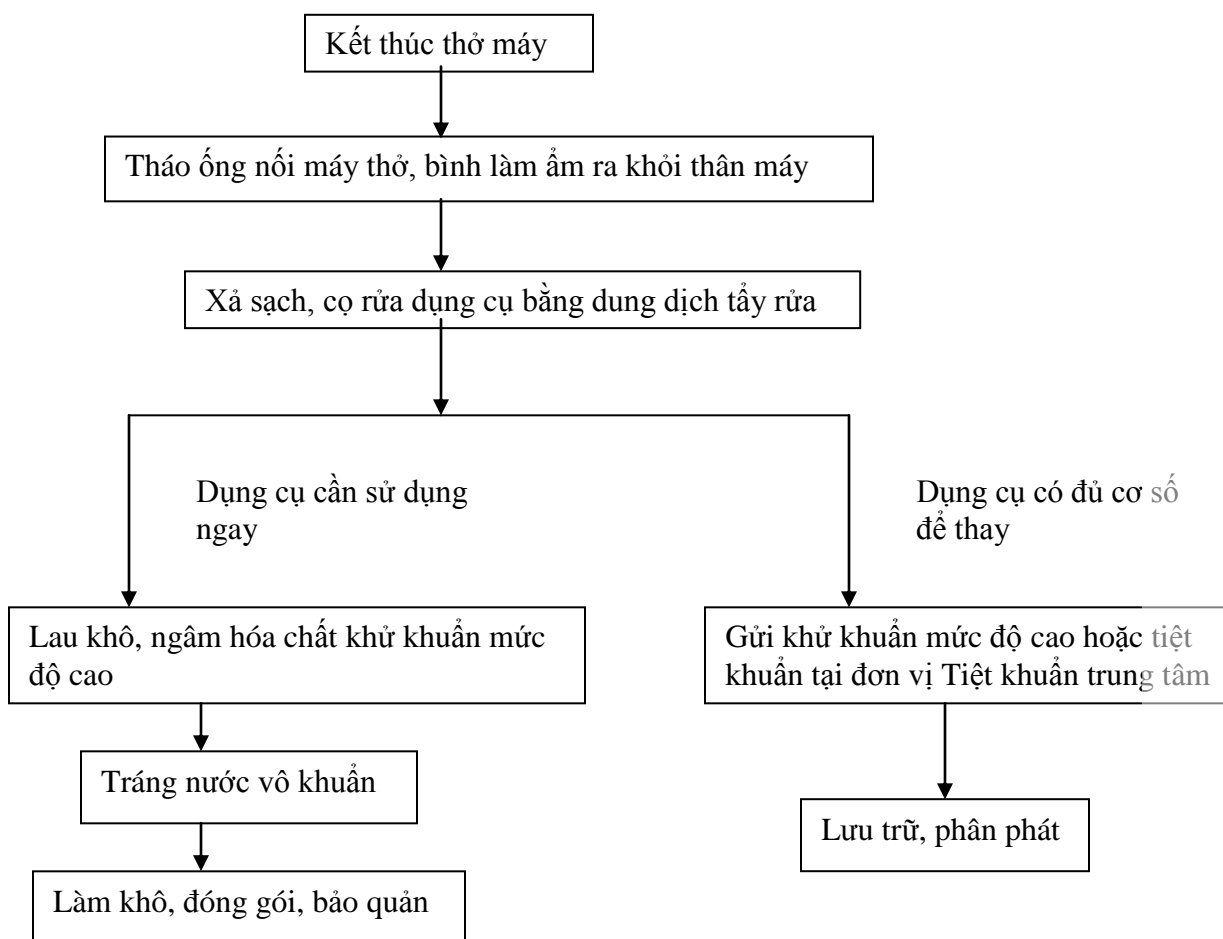 Kết thúc thở máy
Tháo ống nối máy thở, bình làm ẩm ra khỏi thân máy
Xả sạch, cọ rửa dụng cụ bằng dung dịch tẩy rửa
Dụng cụ cần sử dụng
ngay
Dụng cụ có đủ cơ số
để thay
Lau khô, ngâm hóa chất khử khuẩn mức
độ cao
Gửi khử khuẩn mức độ cao hoặc tiệt
khuẩn tại đơn vị Tiệt khuẩn trung tâm
Tráng nước vô khuẩn
Lưu trữ, phân phát
Làm khô, đóng gói, bảo quản